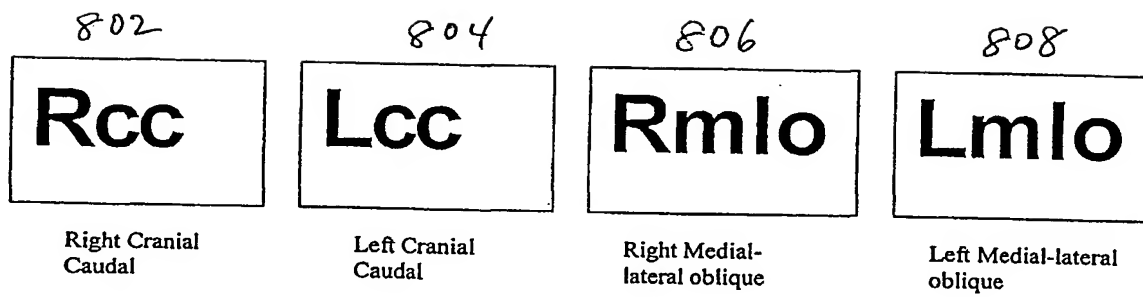 802 804 806 808
Rcc Lcc Rmlo Lmlo
Right Cranial
Caudal
Left Cranial
Caudal
Right Medial-
lateral oblique
Left Medial-lateral
oblique